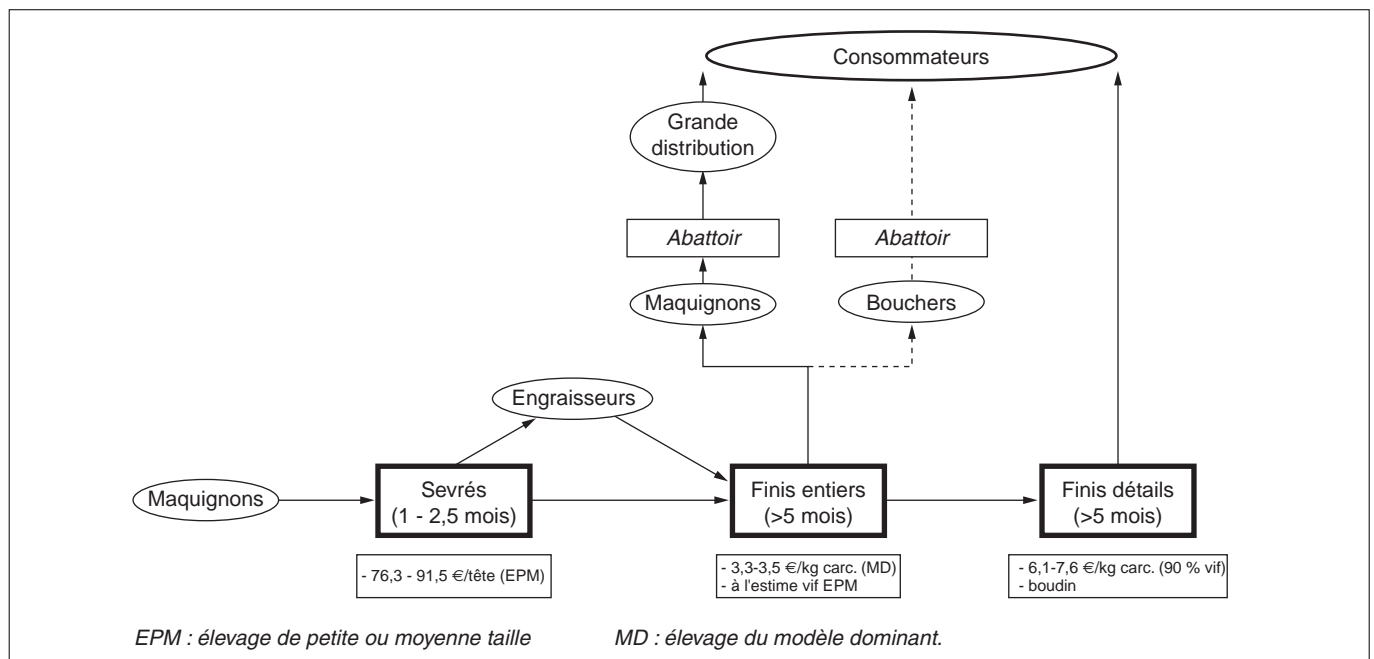 Consommateurs
Grande
distribution
Abattoir
Abattoir
Maquignons
Bouchers
Engraisseurs
Maquignons
Sevrés
(1 - 2,5 mois)
Finis entiers
(>5 mois)
Finis détails
(>5 mois)
- 76,3 - 91,5 €/tête (EPM)
- 3,3-3,5 €/kg carc. (MD)
- à l'estime vif EPM
- 6,1-7,6 €/kg carc. (90 % vif)
- boudin
EPM : élevage de petite ou moyenne taille
MD : élevage du modèle dominant.